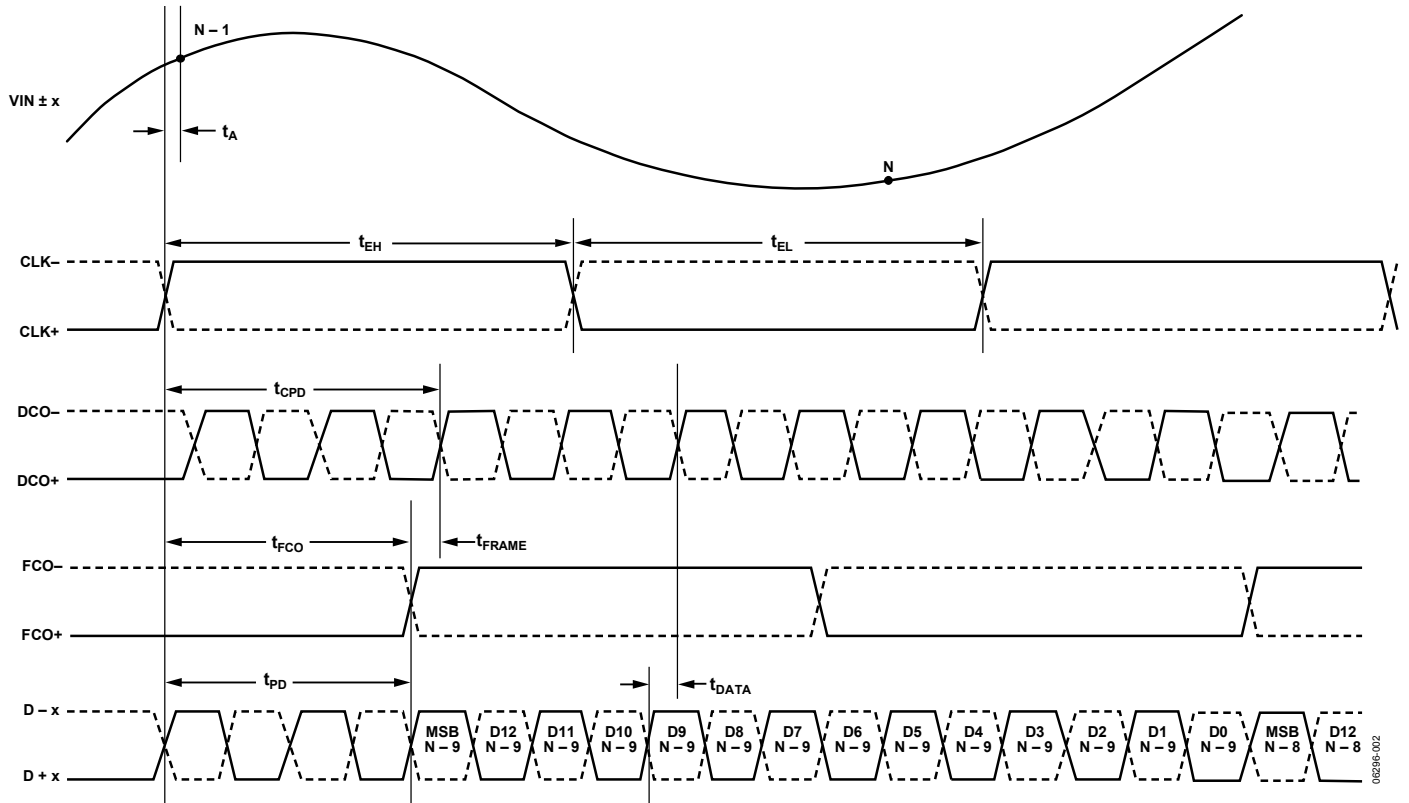 N – 1
VIN ± x
tA
N
tEH
tEL
CLK–
CLK+
tCPD
DCO–
DCO+
tFCO
tFRAME
FCO–
FCO+
tPD
tDATA
D – x
MSB D12 D11 D10 D9 D8 D7 D6 D5 D4 D3 D2 D1 D0 MSB D12
N – 9 N – 9 N – 9 N – 9 N – 9 N – 9 N – 9 N – 9 N – 9 N – 9 N – 9 N – 9 N – 9 N – 9 N – 8 N – 8
D + x
06296-002